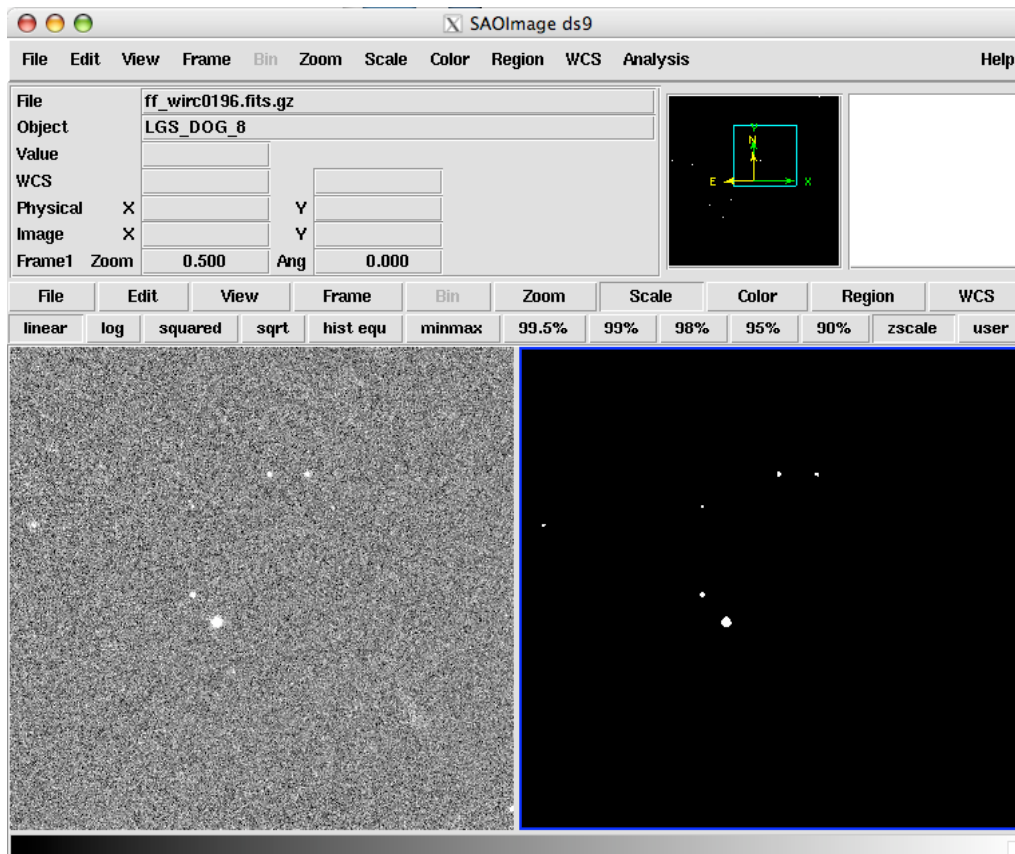 SAOImage ds9
File Edit View Frame Bin Zoom Scale Color Region WCS Analysis Help
File ff_wirc0196.fits.gz
Object LGS_DOG_8
Value
WCS
Physical X Y
Image X Y
Frame1 Zoom 0.500 Ang 0.000
Y
N
E X
File Edit View Frame Bin Zoom Scale Color Region WCS
linear log squared sqrt hist equ minmax 99.5% 99% 98% 95% 90% zscale user